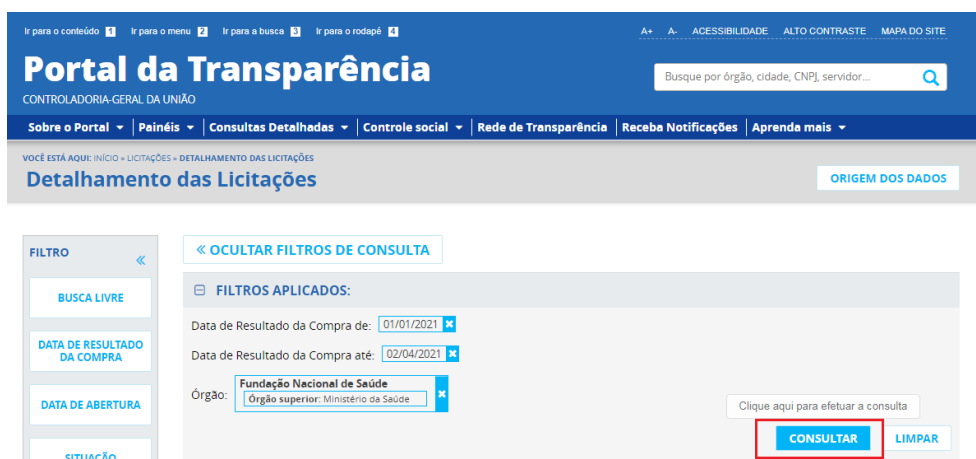 Ir para o conteúdo 1 Ir para o menu 2 Ir para a busca 3 Ir para o rodapé 4 A+ A- ACESSIBILIDADE ALTO CONTRASTE MAPA DO SITE
Portal da Transparência
Busque por órgão, cidade, CNPJ, servidor...
CONTROLADORIA-GERAL DA UNIÃO
Sobre o Portal Painéis Consultas Detalhadas Controle social Rede de Transparência Receba Notificações Aprenda mais
VOCÊ ESTÁ AQUI: INÍCIO » LICITAÇÕES » DETALHAMENTO DAS LICITAÇÕES
Detalhamento das Licitações
ORIGEM DOS DADOS
FILTRO «
BUSCA LIVRE
DATA DE RESULTADO
DA COMPRA
DATA DE ABERTURA
SITUAÇÃO
« OCULTAR FILTROS DE CONSULTA
FILTROS APLICADOS:
Data de Resultado da Compra de: 01/01/2021 x
Data de Resultado da Compra até: 02/04/2021 x
Órgão: Fundação Nacional de Saúde x
Órgão superior: Ministério da Saúde
Clique aqui para efetuar a consulta
CONSULTAR LIMPAR